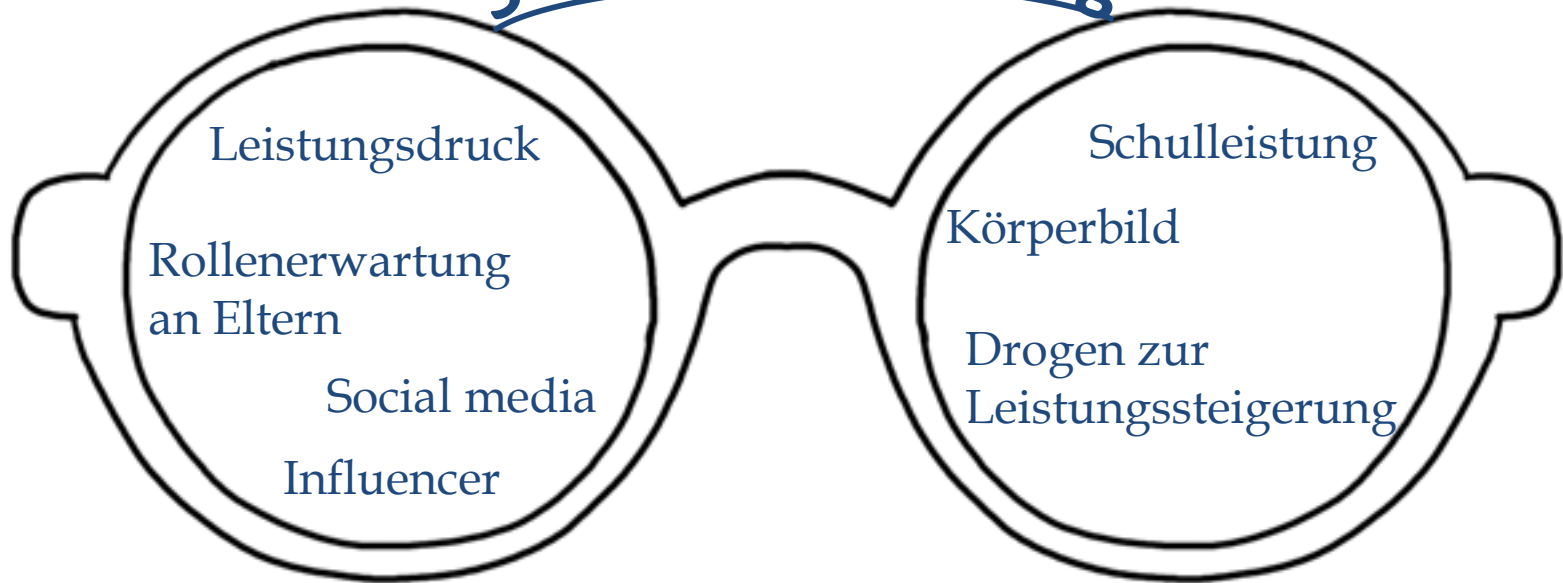 Leistungsdruck
Rollenerwartung
an Eltern
Social media
Influencer
Schulleistung
Körperbild
Drogen zur
Leistungssteigerung